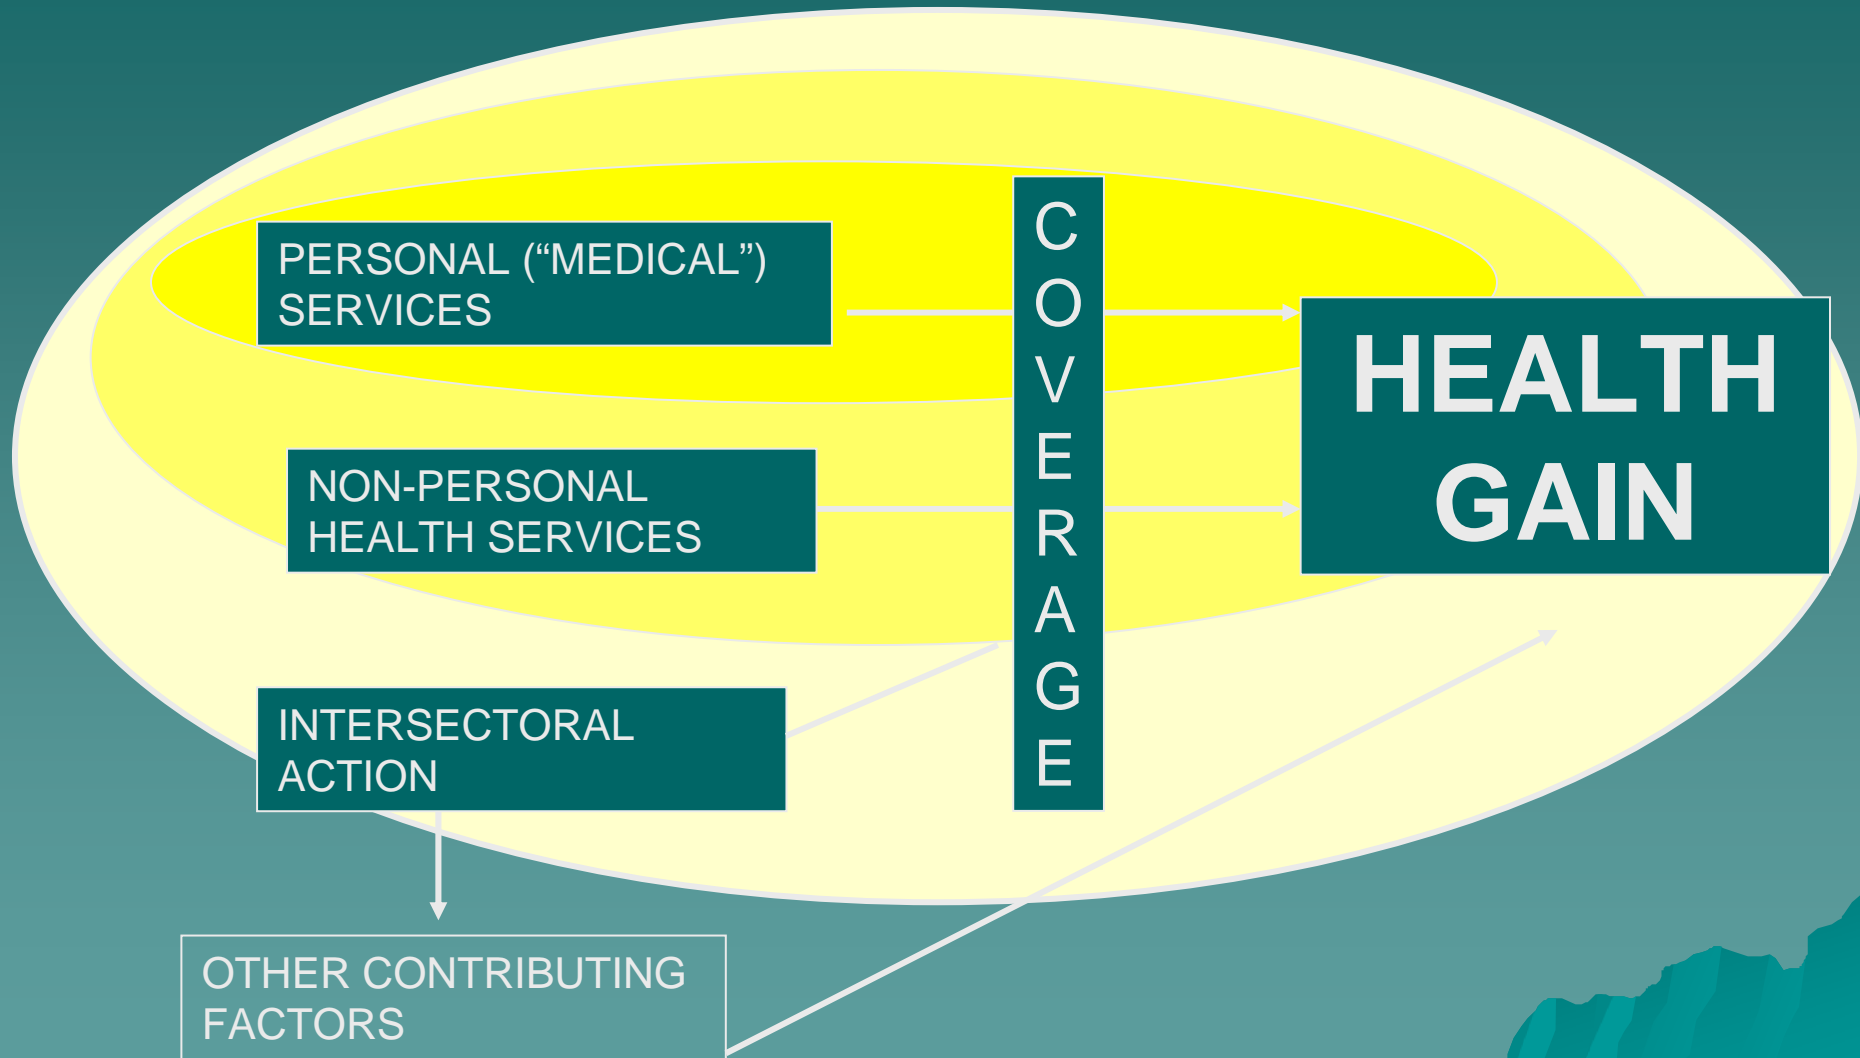 PERSONAL (“MEDICAL”)
SERVICES
C
O
V
E
R
A
G
E
HEALTH
GAIN
NON-PERSONAL
HEALTH SERVICES
INTERSECTORAL
ACTION
OTHER CONTRIBUTING
FACTORS